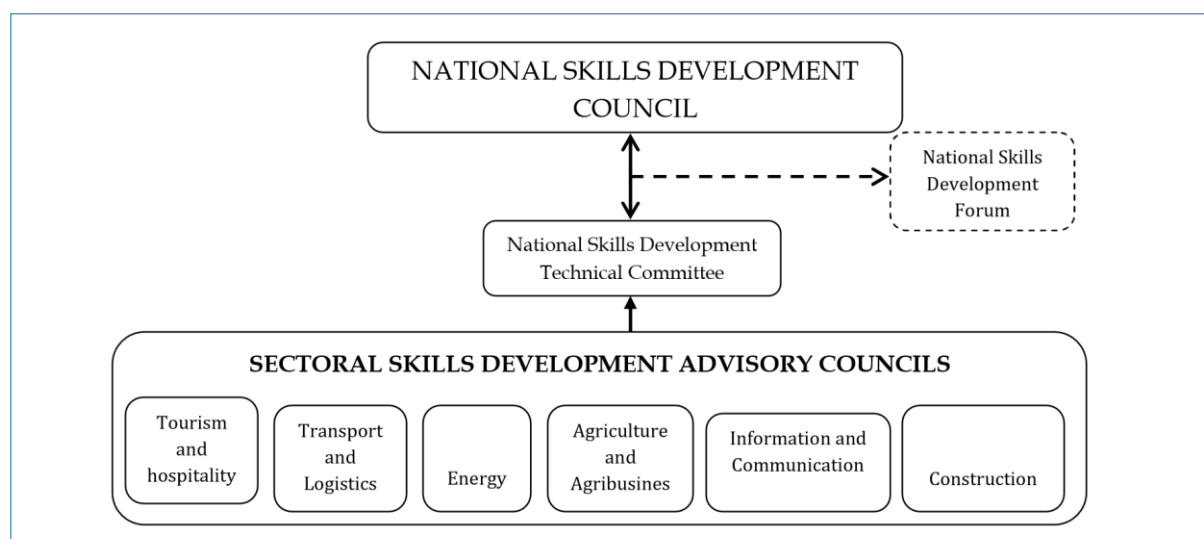 NATIONAL SKILLS DEVELOPMENT
COUNCIL
National Skills
Development
Forum
National Skills Development
Technical Committee
SECTORAL SKILLS DEVELOPMENT ADVISORY COUNCILS
Tourism
and
hospitality
Transport
and
Logistics
Energy
Agriculture
and
Agribusines
Information and
Communication
Construction